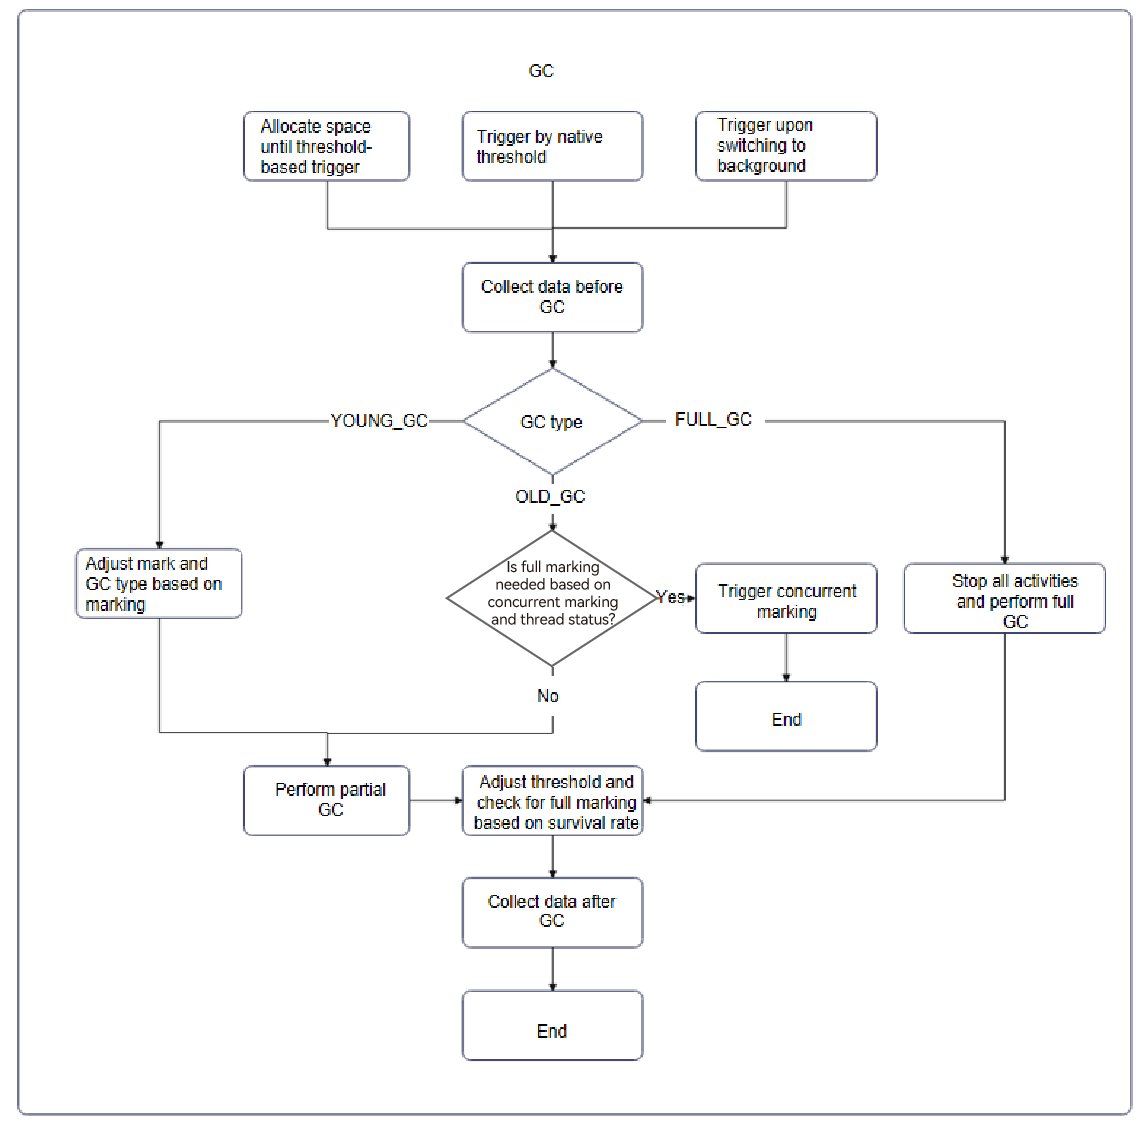 GC
Allocate space
until threshold-
based trigger
Trigger by native
threshold
Trigger upon
switching to
background
Collect data before
GC
GC type
YOUNG_GC
FULL_GC
OLD_GC
Adjust mark and
GC type based on
marking
Is full marking
needed based on
concurrent marking
and thread status?
Yes
Trigger concurrent
marking
Stop all activities
and perform full
GC
No
End
Perform partial
GC
Adjust threshold and
check for full marking
based on survival rate
Collect data after
GC
End